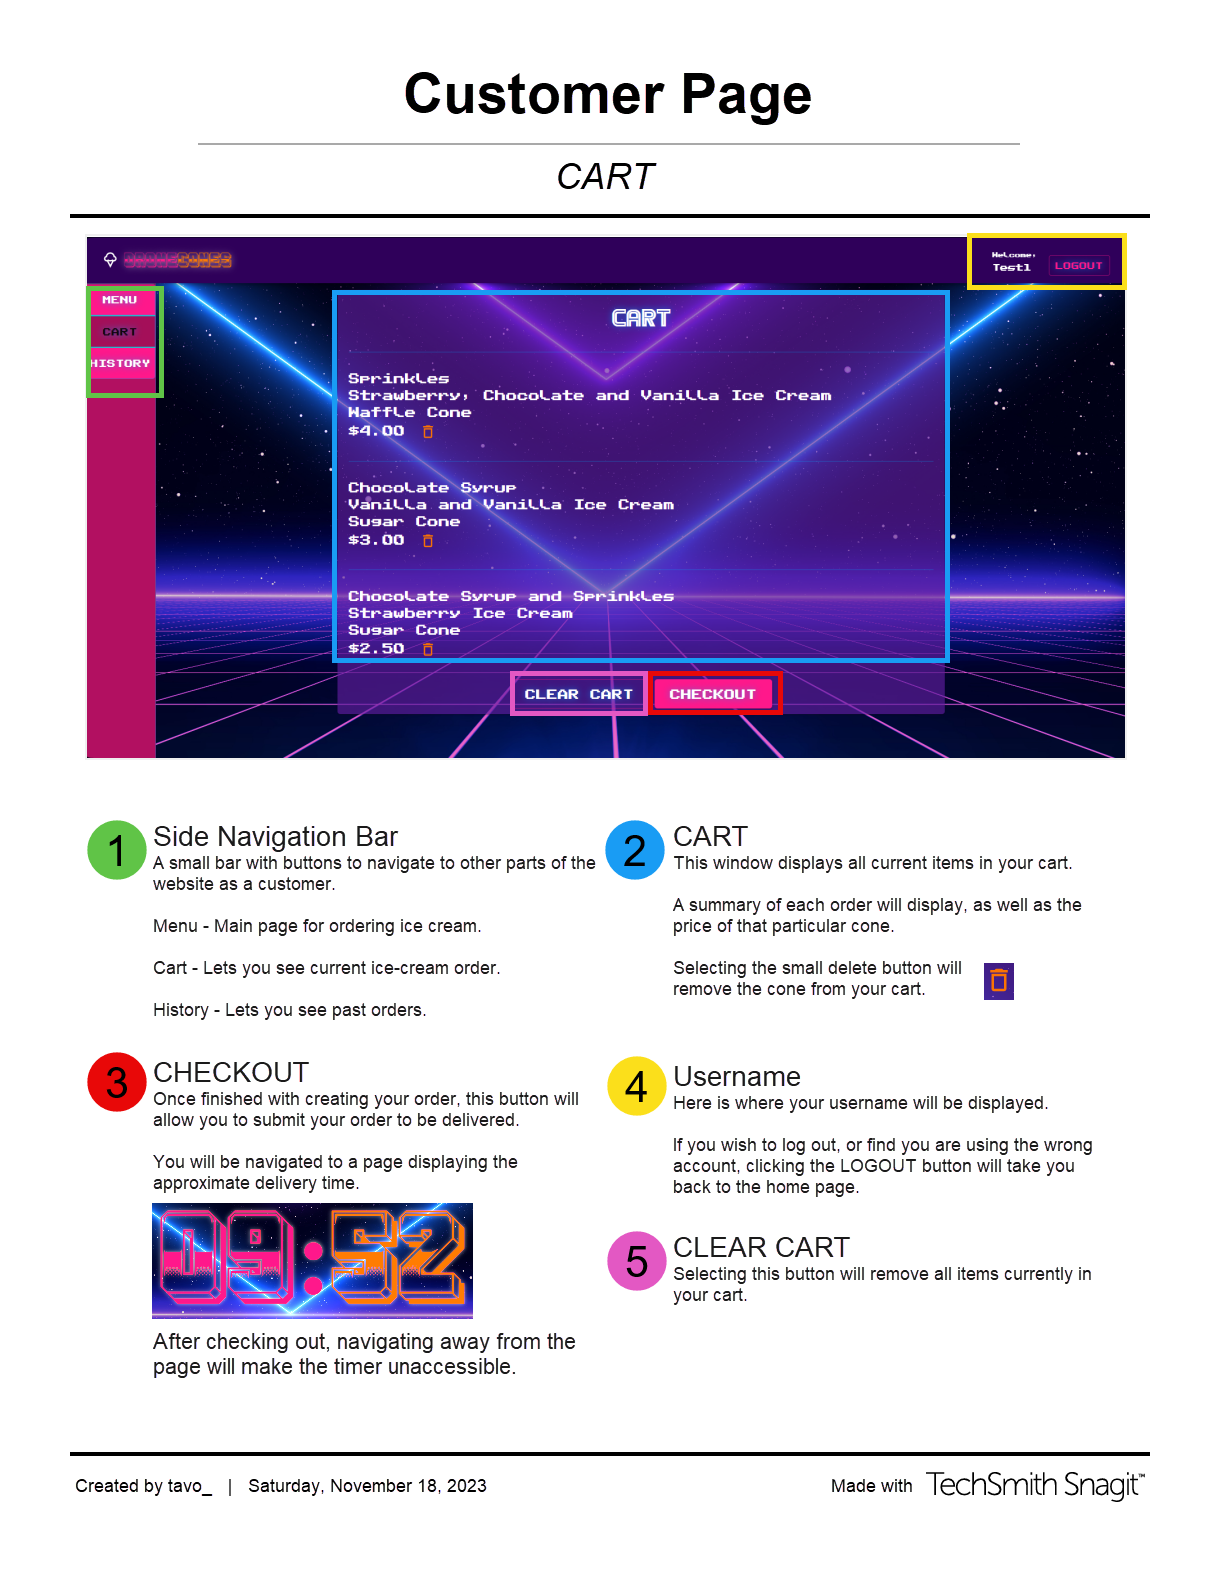 Customer Page
CART
DRONECONES
Welcome,
Test1
LOGOUT
MENU
CART
HISTORY
CART
Sprinkles
Strawberry, Chocolate and Vanilla Ice Cream
Waffle Cone
$4.00
Chocolate Syrup
Vanilla and Vanilla Ice Cream
Sugar Cone
$3.00
Chocolate Syrup and Sprinkles
Strawberry Ice Cream
Sugar Cone
$2.50
CLEAR CART
CHECKOUT
1
Side Navigation Bar
A small bar with buttons to navigate to other parts of the
website as a customer.
Menu - Main page for ordering ice cream.
Cart - Lets you see current ice-cream order.
History - Lets you see past orders.
2
CART
This window displays all current items in your cart.
A summary of each order will display, as well as the
price of that particular cone.
Selecting the small delete button will
remove the cone from your cart.
3
CHECKOUT
Once finished with creating your order, this button will
allow you to submit your order to be delivered.
You will be navigated to a page displaying the
approximate delivery time.
09:52
After checking out, navigating away from the
page will make the timer unaccessible.
4
Username
Here is where your username will be displayed.
If you wish to log out, or find you are using the wrong
account, clicking the LOGOUT button will take you
back to the home page.
5
CLEAR CART
Selecting this button will remove all items currently in
your cart.
Created by tavo_ | Saturday, November 18, 2023
Made with TechSmith Snagit™